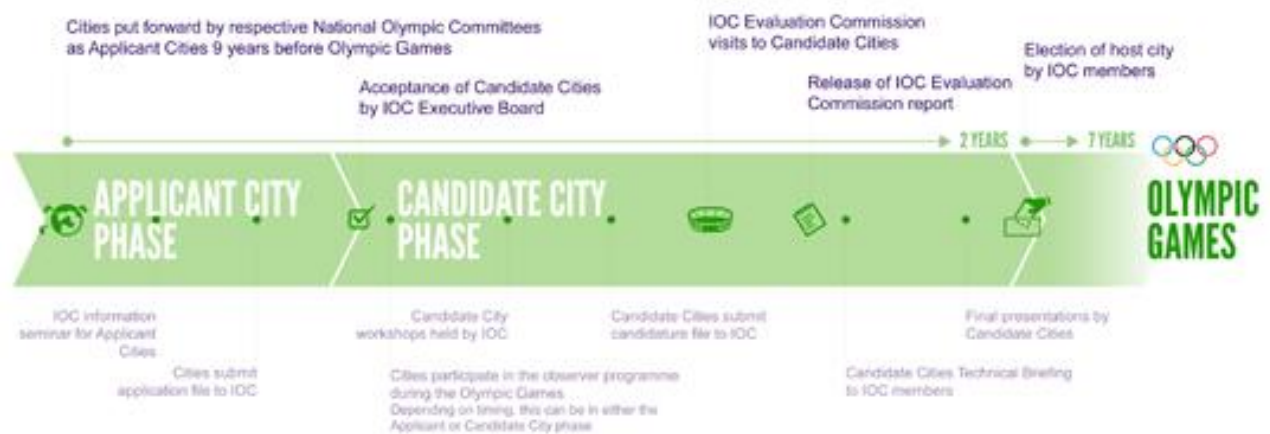 Cities put forward by respective National Olympic Committees
as Applicant Cities 9 years before Olympic Games
Acceptance of Candidate Cities
by IOC Executive Board
IOC Evaluation Commission
visits to Candidate Cities
Release of IOC Evaluation
Commission report
Election of host city
by IOC members
2 YEARS
7 YEARS
APPLICANT CITY
PHASE
CANDIDATE CITY
PHASE
OLYMPIC
GAMES
IOC information
seminar for Applicant
Cities
Cities submit
application file to IOC
Candidate City
workshops held by IOC
Cities participate in the observer programme
during the Olympic Games
Depending on timing, this can be in either the
Applicant or Candidate City phase
Candidate Cities submit
candidature file to IOC
Candidate Cities Technical Briefing
to IOC members
Final presentations by
Candidate Cities